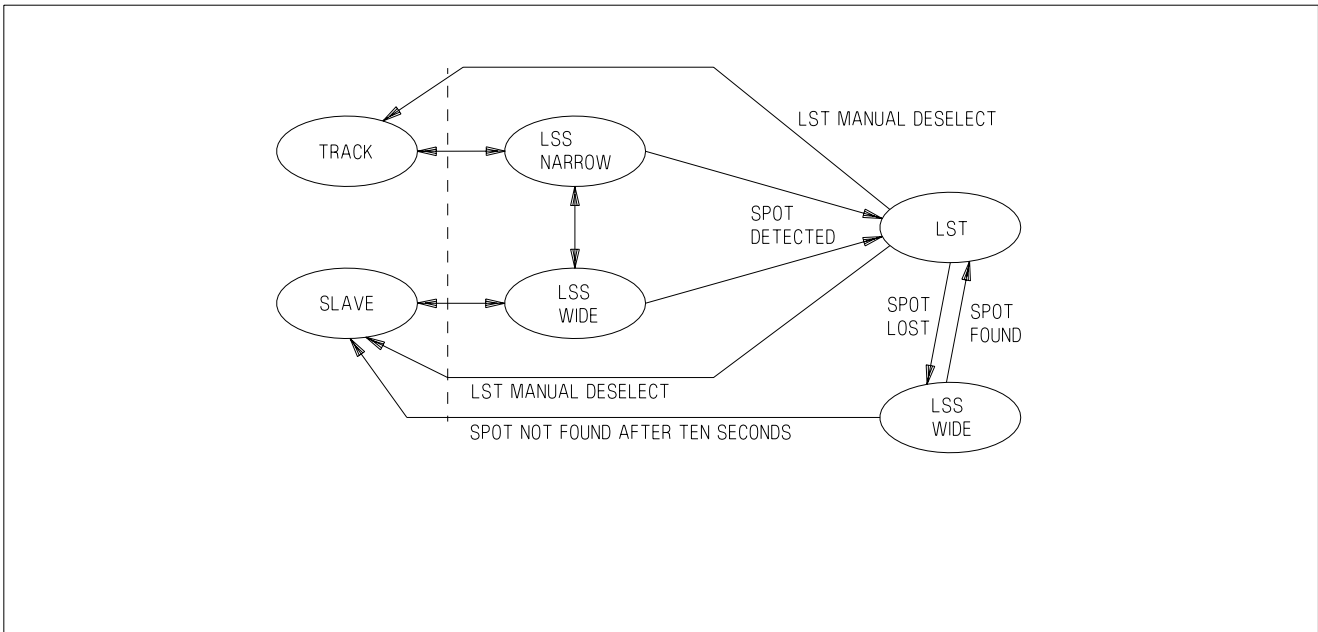 LST MANUAL DESELECT
TRACK
LSS
NARROW
SPOT
DETECTED
LST
SLAVE
LSS
WIDE
SPOT
LOST
SPOT
FOUND
LST MANUAL DESELECT
LSS
WIDE
SPOT NOT FOUND AFTER TEN SECONDS